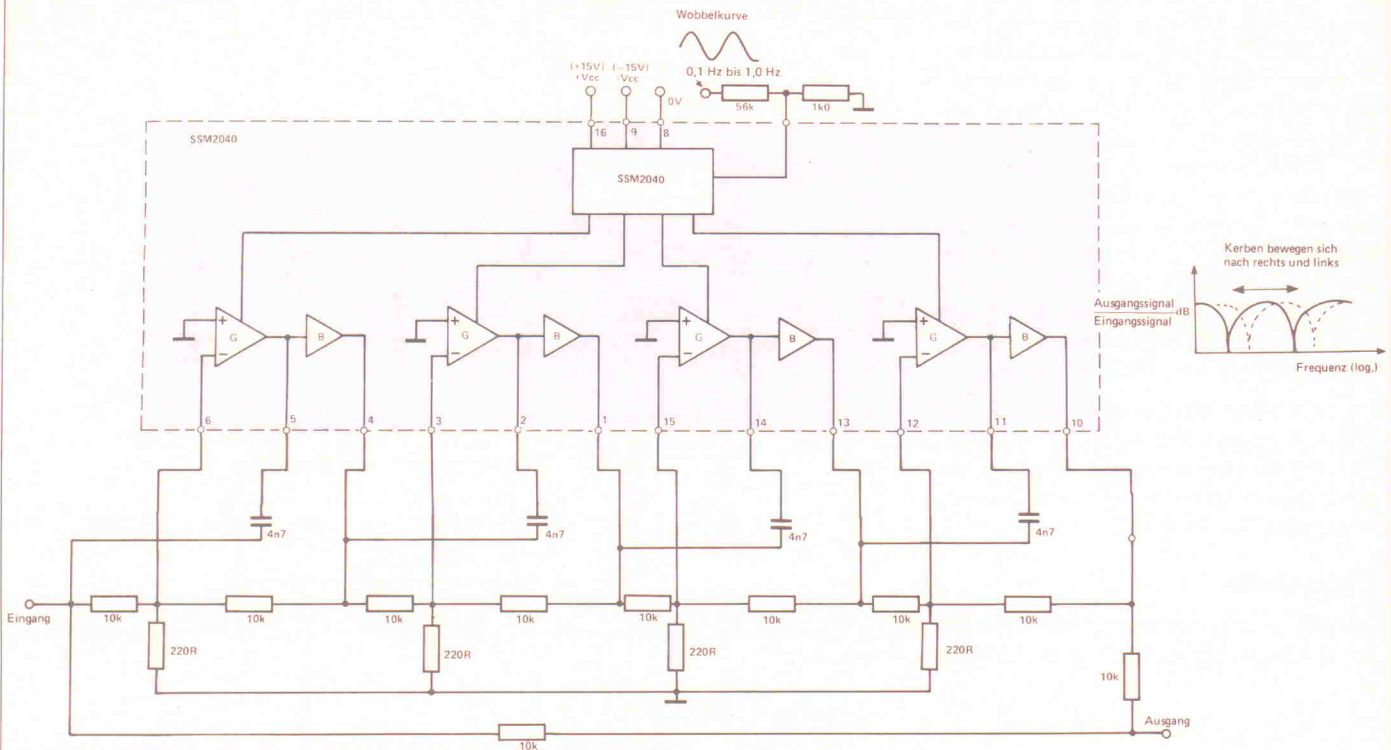 Wobbelkurve
(+15V) (−15V)
+Vcc -Vcc
0V
0,1 Hz bis 1,0 Hz
56k
1k0
16
9
8
SSM2040
SSM2040
Kerben bewegen sich
nach rechts und links
Ausgangssignal
Eingangssignal
dB
Frequenz (log.)
+
G
−
B
+
G
−
B
+
G
−
B
+
G
−
B
6
5
4
3
2
1
15
14
13
12
11
10
4n7
4n7
4n7
4n7
Eingang
10k
10k
10k
10k
10k
10k
10k
10k
220R
220R
220R
220R
10k
Ausgang
10k